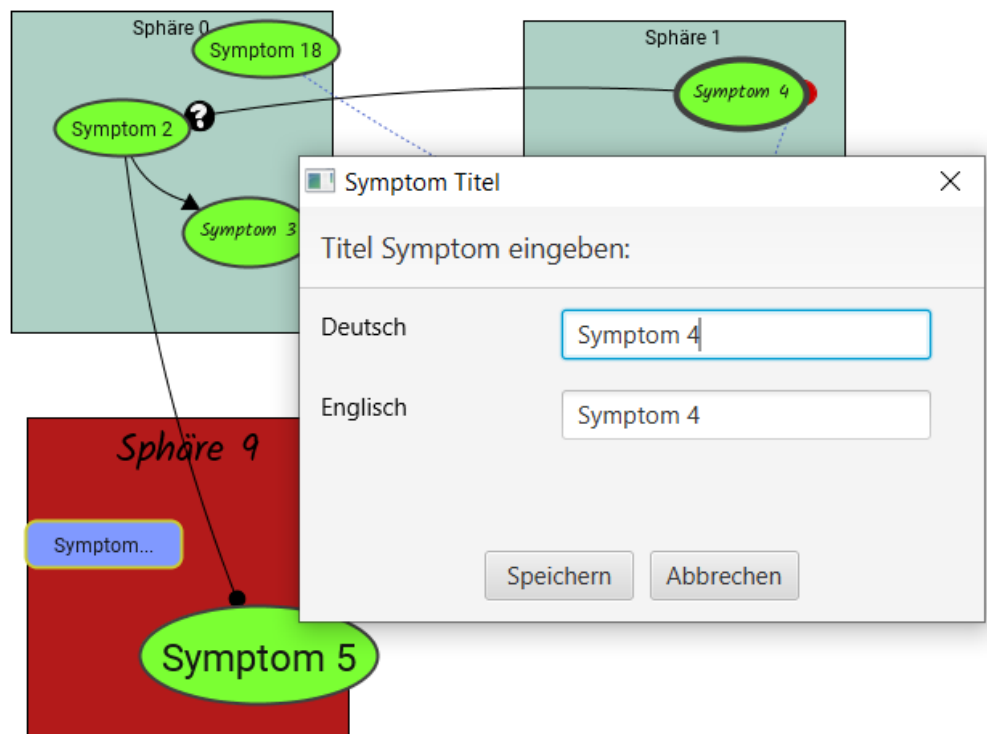 Sphäre 0
Symptom 18
Sphäre 1
Symptom 4
?
Symptom 2
Symptom 3
Symptom Titel
Titel Symptom eingeben:
Deutsch
Symptom 4
Englisch
Symptom 4
Speichern
Abbrechen
Sphäre 9
Symptom...
Symptom 5